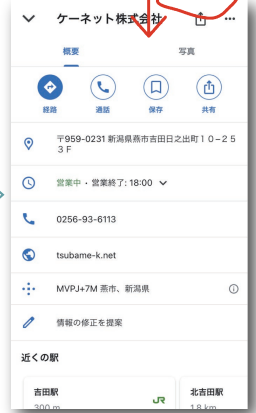 ケーネット株式会社
概要 写真
経路 通話 保存 共有
〒959-0231 新潟県燕市吉田日之出町１０−２５
３Ｆ
営業中・営業終了: 18:00
0256-93-6113
tsubame-k.net
MVPJ+7M 燕市、新潟県
情報の修正を提案
近くの駅
吉田駅 JR 北吉田駅
300 m 1.8 km